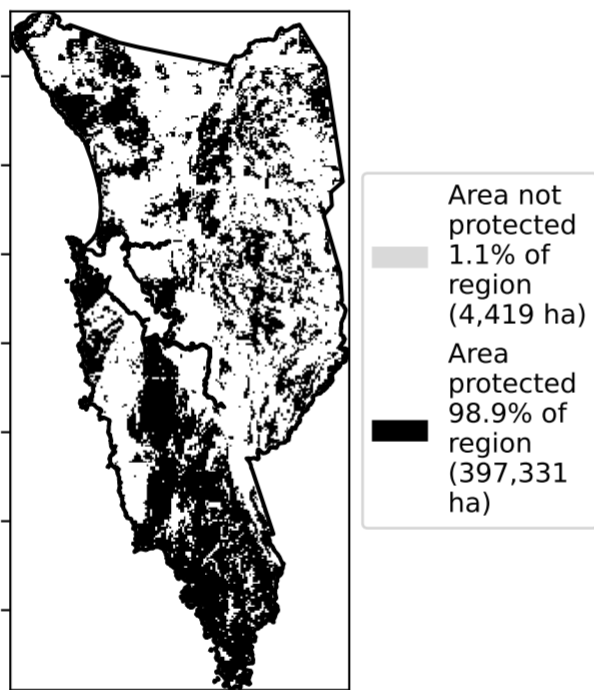 Area not
protected
1.1% of
region
(4,419 ha)
Area
protected
98.9% of
region
(397,331
ha)